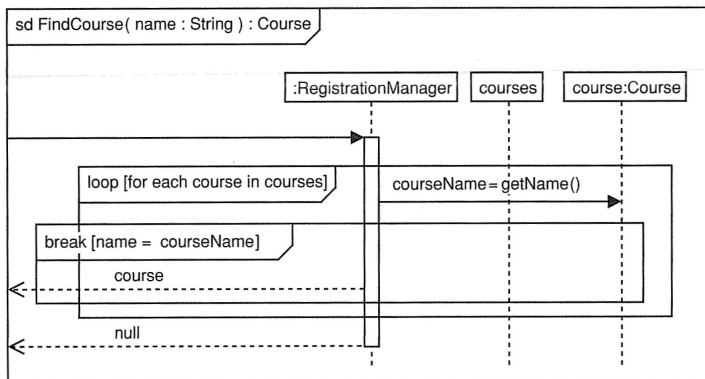 sd FindCourse( name : String ) : Course
:RegistrationManager
courses
course:Course
loop [for each course in courses]
courseName= getName()
break [name = courseName]
course
null